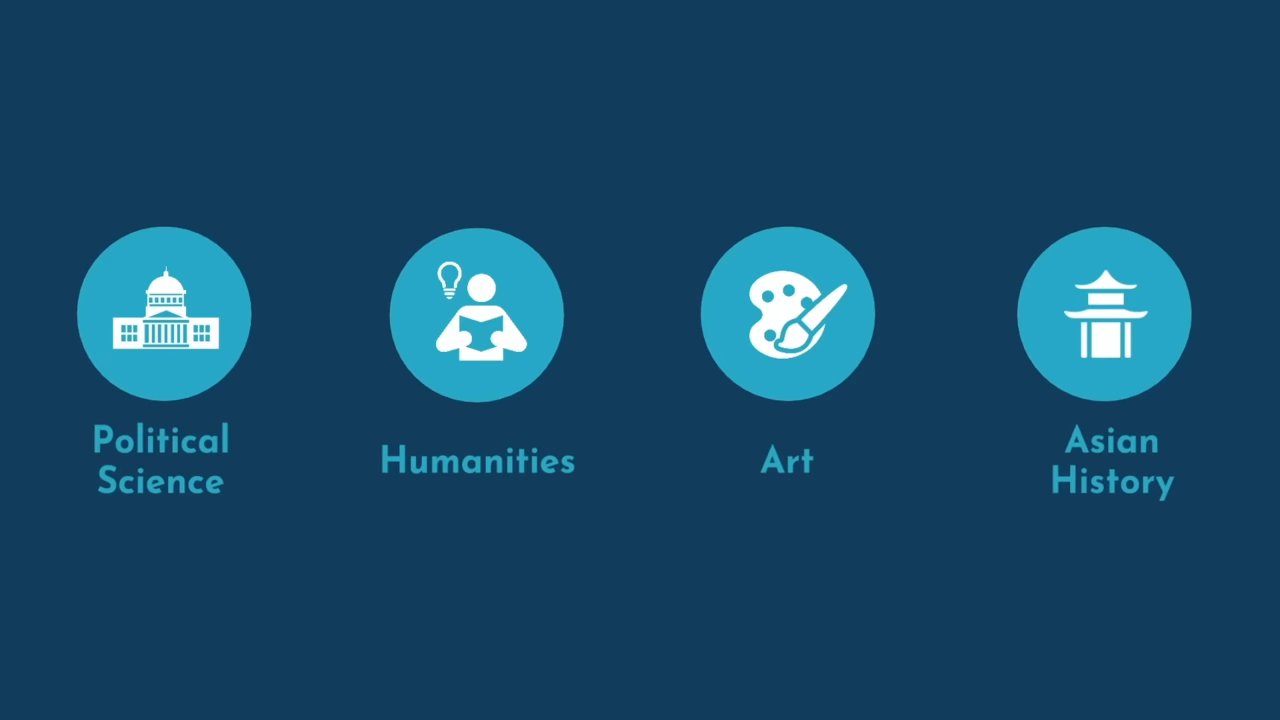 Political
Science
Humanities
Art
Asian
History